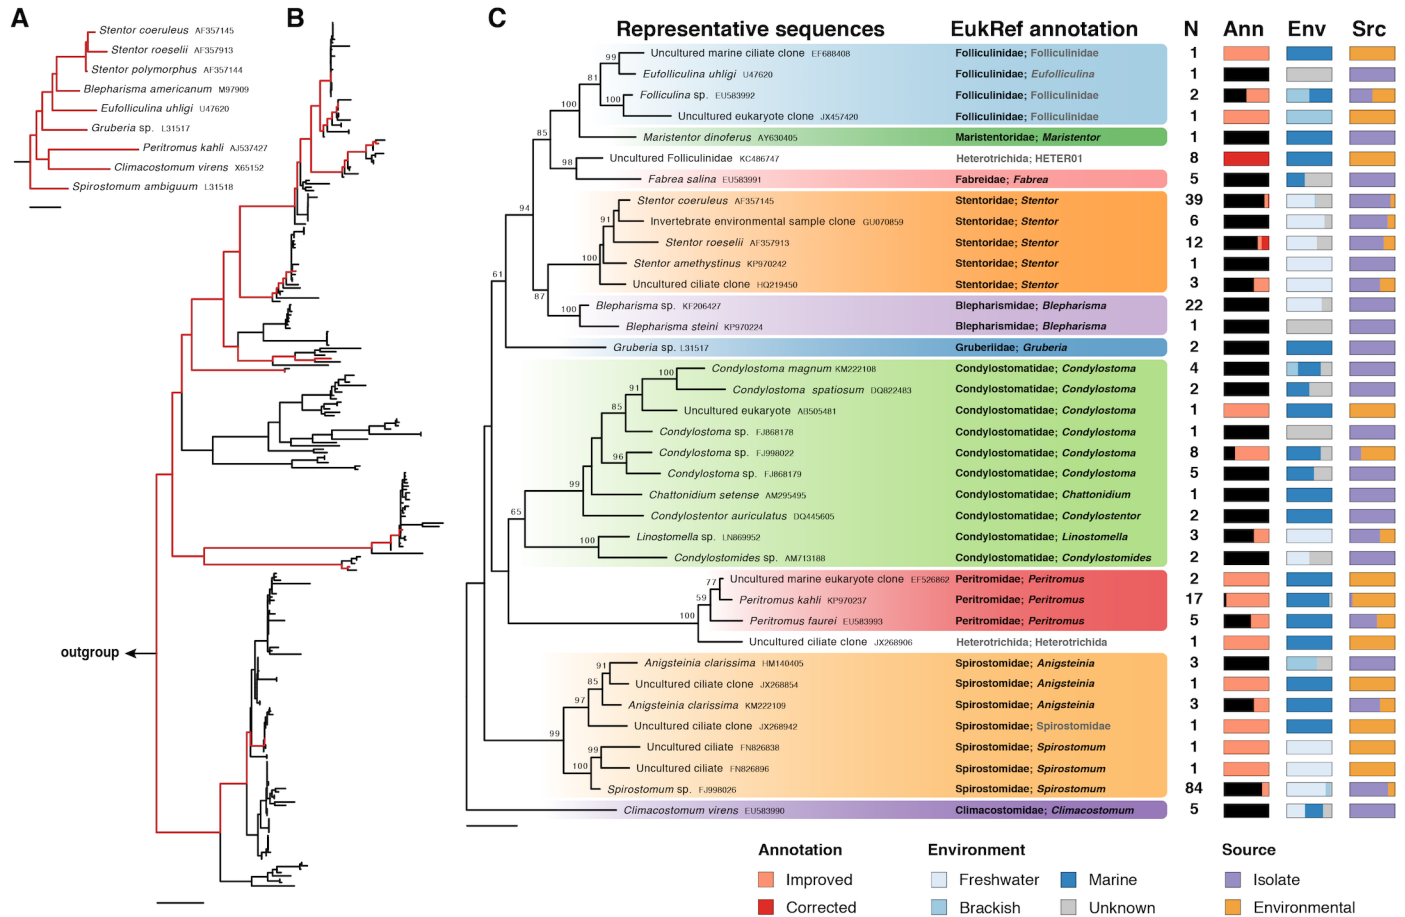 A
Stentor coeruleus AF357145
Stentor roeselii AF357913
Stentor polymorphus AF357144
Blepharisma americanum M97909
Eufolliculina uhligi U47620
Gruberia sp. L31517
Peritromus kahli AJ537427
Climacostomum virens X65152
Spirostomum ambiguum L31518
B
outgroup
C
Representative sequences EukRef annotation N Ann Env Src
Uncultured marine ciliate clone EF688408 Folliculinidae; Folliculinidae 1
Eufolliculina uhligi U47620 Folliculinidae; Eufolliculina 1
Folliculina sp. EU583992 Folliculinidae; Folliculinidae 2
Uncultured eukaryote clone JX457420 Folliculinidae; Folliculinidae 1
Maristentor dinoferus AY630405 Maristentoridae; Maristentor 1
Uncultured Folliculinidae KC486747 Heterotrichida; HETER01 8
Fabrea salina EU583991 Fabreidae; Fabrea 5
Stentor coeruleus AF357145 Stentoridae; Stentor 39
Invertebrate environmental sample clone GU070859 Stentoridae; Stentor 6
Stentor roeselii AF357913 Stentoridae; Stentor 12
Stentor amethystinus KP970242 Stentoridae; Stentor 1
Uncultured ciliate clone HQ219450 Stentoridae; Stentor 3
Blepharisma sp. KF206427 Blepharismidae; Blepharisma 22
Blepharisma steini KP970224 Blepharismidae; Blepharisma 1
Gruberia sp. L31517 Gruberiidae; Gruberia 2
Condylostoma magnum KM222108 Condylostomatidae; Condylostoma 4
Condylostoma spatiosum DQ822483 Condylostomatidae; Condylostoma 2
Uncultured eukaryote AB505481 Condylostomatidae; Condylostoma 1
Condylostoma sp. FJ868178 Condylostomatidae; Condylostoma 1
Condylostoma sp. FJ998022 Condylostomatidae; Condylostoma 8
Condylostoma sp. FJ868179 Condylostomatidae; Condylostoma 5
Chattonidium setense AM295495 Condylostomatidae; Chattonidium 1
Condylostentor auriculatus DQ445605 Condylostomatidae; Condylostentor 2
Linostomella sp. LN869952 Condylostomatidae; Linostomella 3
Condylostomides sp. AM713188 Condylostomatidae; Condylostomides 2
Uncultured marine eukaryote clone EF526862 Peritromidae; Peritromus 2
Peritromus kahli KP970237 Peritromidae; Peritromus 17
Peritromus faurei EU583993 Peritromidae; Peritromus 5
Uncultured ciliate clone JX268906 Heterotrichida; Heterotrichida 1
Anigsteinia clarissima HM140405 Spirostomidae; Anigsteinia 3
Uncultured ciliate clone JX268854 Spirostomidae; Anigsteinia 1
Anigsteinia clarissima KM222109 Spirostomidae; Anigsteinia 3
Uncultured ciliate clone JX268942 Spirostomidae; Spirostomidae 1
Uncultured ciliate FN826838 Spirostomidae; Spirostomum 1
Uncultured ciliate FN826896 Spirostomidae; Spirostomum 1
Spirostomum sp. FJ998026 Spirostomidae; Spirostomum 84
Climacostomum virens EU583990 Climacostomidae; Climacostomum 5
99
81
100
100
85
98
94
91
100
61
87
100
100
91
85
96
99
65
100
77
59
100
91
85
97
99
99
100
Annotation Environment Source
Improved Freshwater Marine Isolate
Corrected Brackish Unknown Environmental